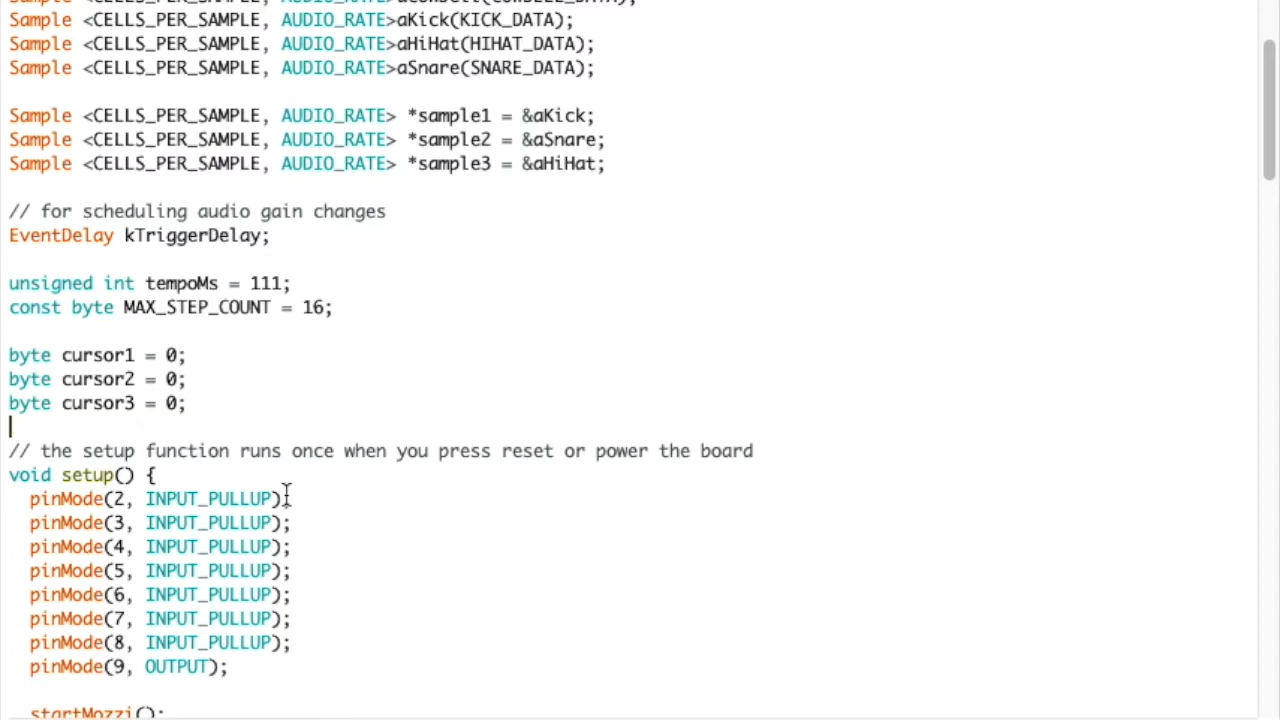 Sample <CELLS_PER_SAMPLE, AUDIO_RATE>aKick(KICK_DATA);
Sample <CELLS_PER_SAMPLE, AUDIO_RATE>aHiHat(HIHAT_DATA);
Sample <CELLS_PER_SAMPLE, AUDIO_RATE>aSnare(SNARE_DATA);
Sample <CELLS_PER_SAMPLE, AUDIO_RATE> *sample1 = &aKick;
Sample <CELLS_PER_SAMPLE, AUDIO_RATE> *sample2 = &aSnare;
Sample <CELLS_PER_SAMPLE, AUDIO_RATE> *sample3 = &aHiHat;
// for scheduling audio gain changes
EventDelay kTriggerDelay;
unsigned int tempoMs = 111;
const byte MAX_STEP_COUNT = 16;
byte cursor1 = 0;
byte cursor2 = 0;
byte cursor3 = 0;
// the setup function runs once when you press reset or power the board
void setup() {
pinMode(2, INPUT_PULLUP);
pinMode(3, INPUT_PULLUP);
pinMode(4, INPUT_PULLUP);
pinMode(5, INPUT_PULLUP);
pinMode(6, INPUT_PULLUP);
pinMode(7, INPUT_PULLUP);
pinMode(8, INPUT_PULLUP);
pinMode(9, OUTPUT);
startMozzi();